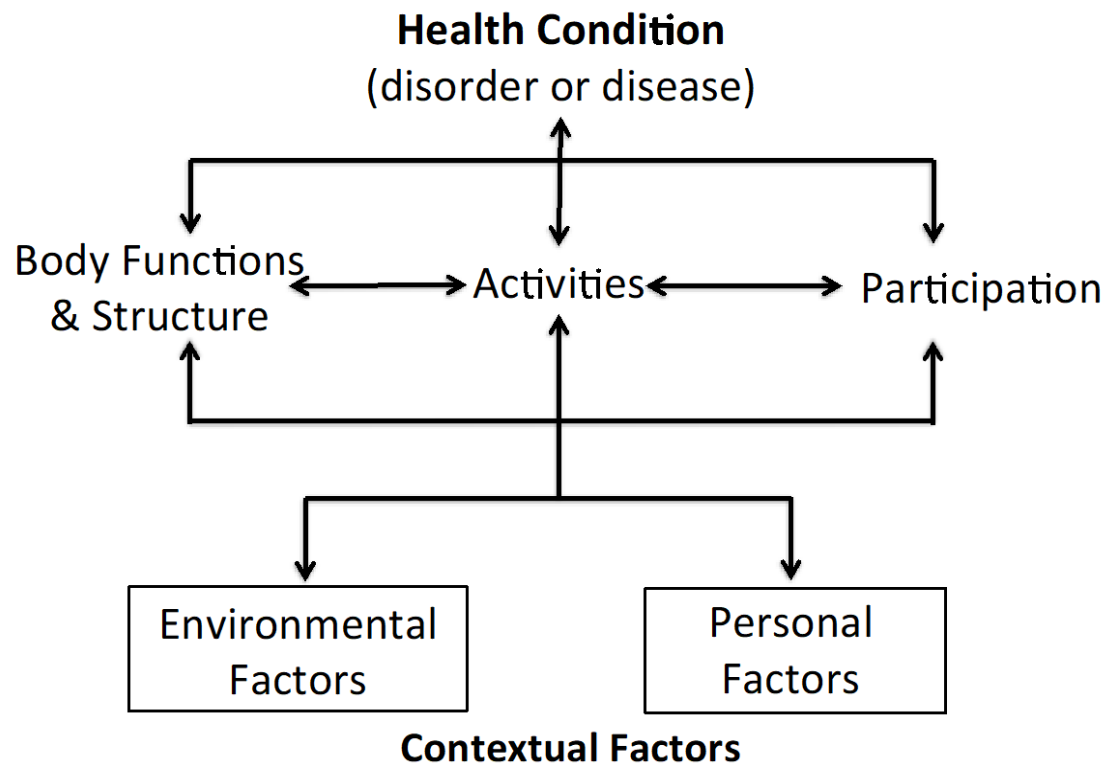 Health Condition
(disorder or disease)
Body Functions
& Structure
Activities
Participation
Environmental
Factors
Personal
Factors
Contextual Factors